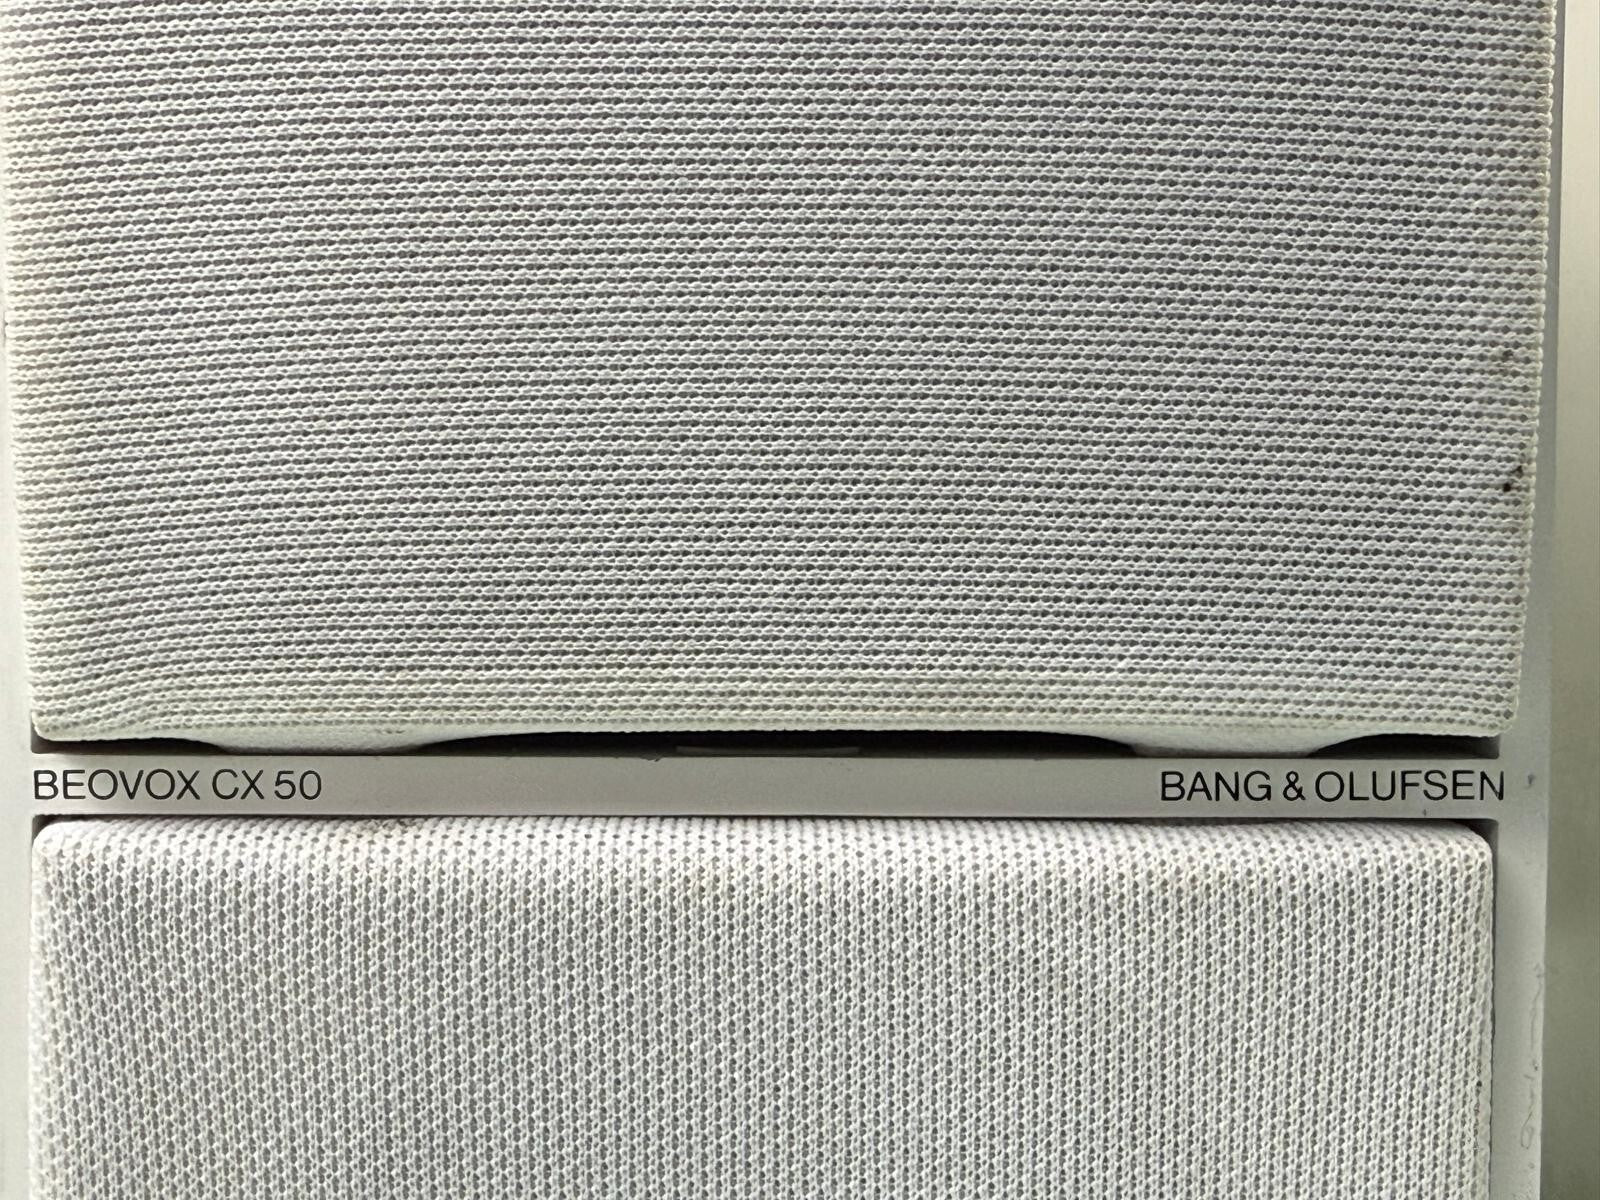 BEOVOX CX 50
BANG & OLUFSEN